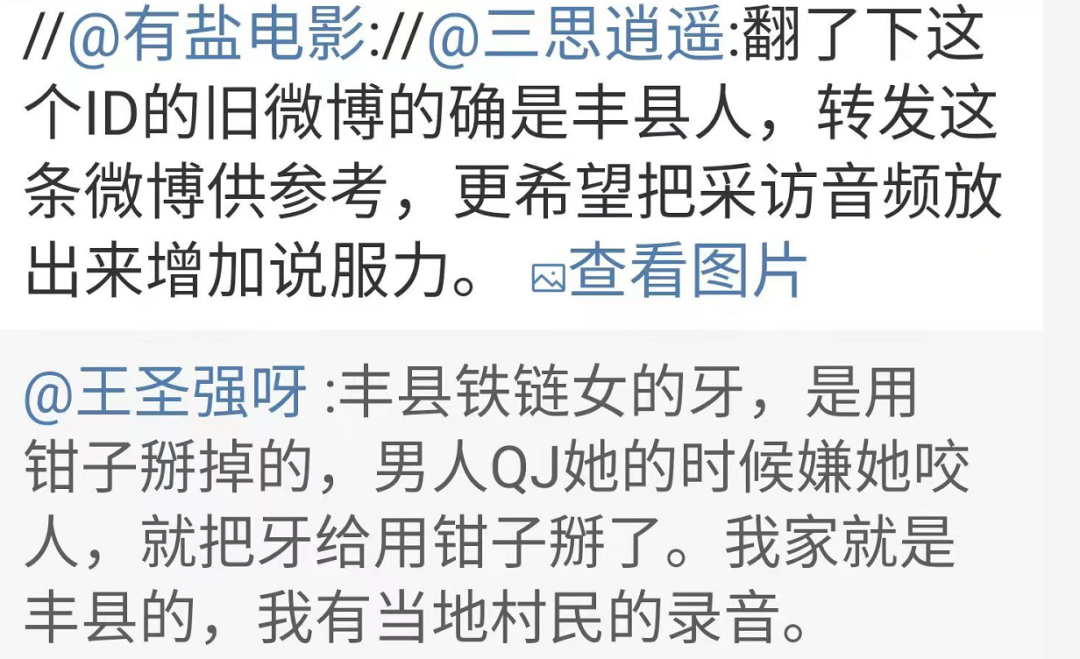 //@有盐电影://@三思逍遥:翻了下这
个ID的旧微博的确是丰县人，转发这
条微博供参考，更希望把采访音频放
出来增加说服力。 查看图片
@王圣强呀 :丰县铁链女的牙，是用
钳子掰掉的，男人QJ她的时候嫌她咬
人，就把牙给用钳子掰了。我家就是
丰县的，我有当地村民的录音。